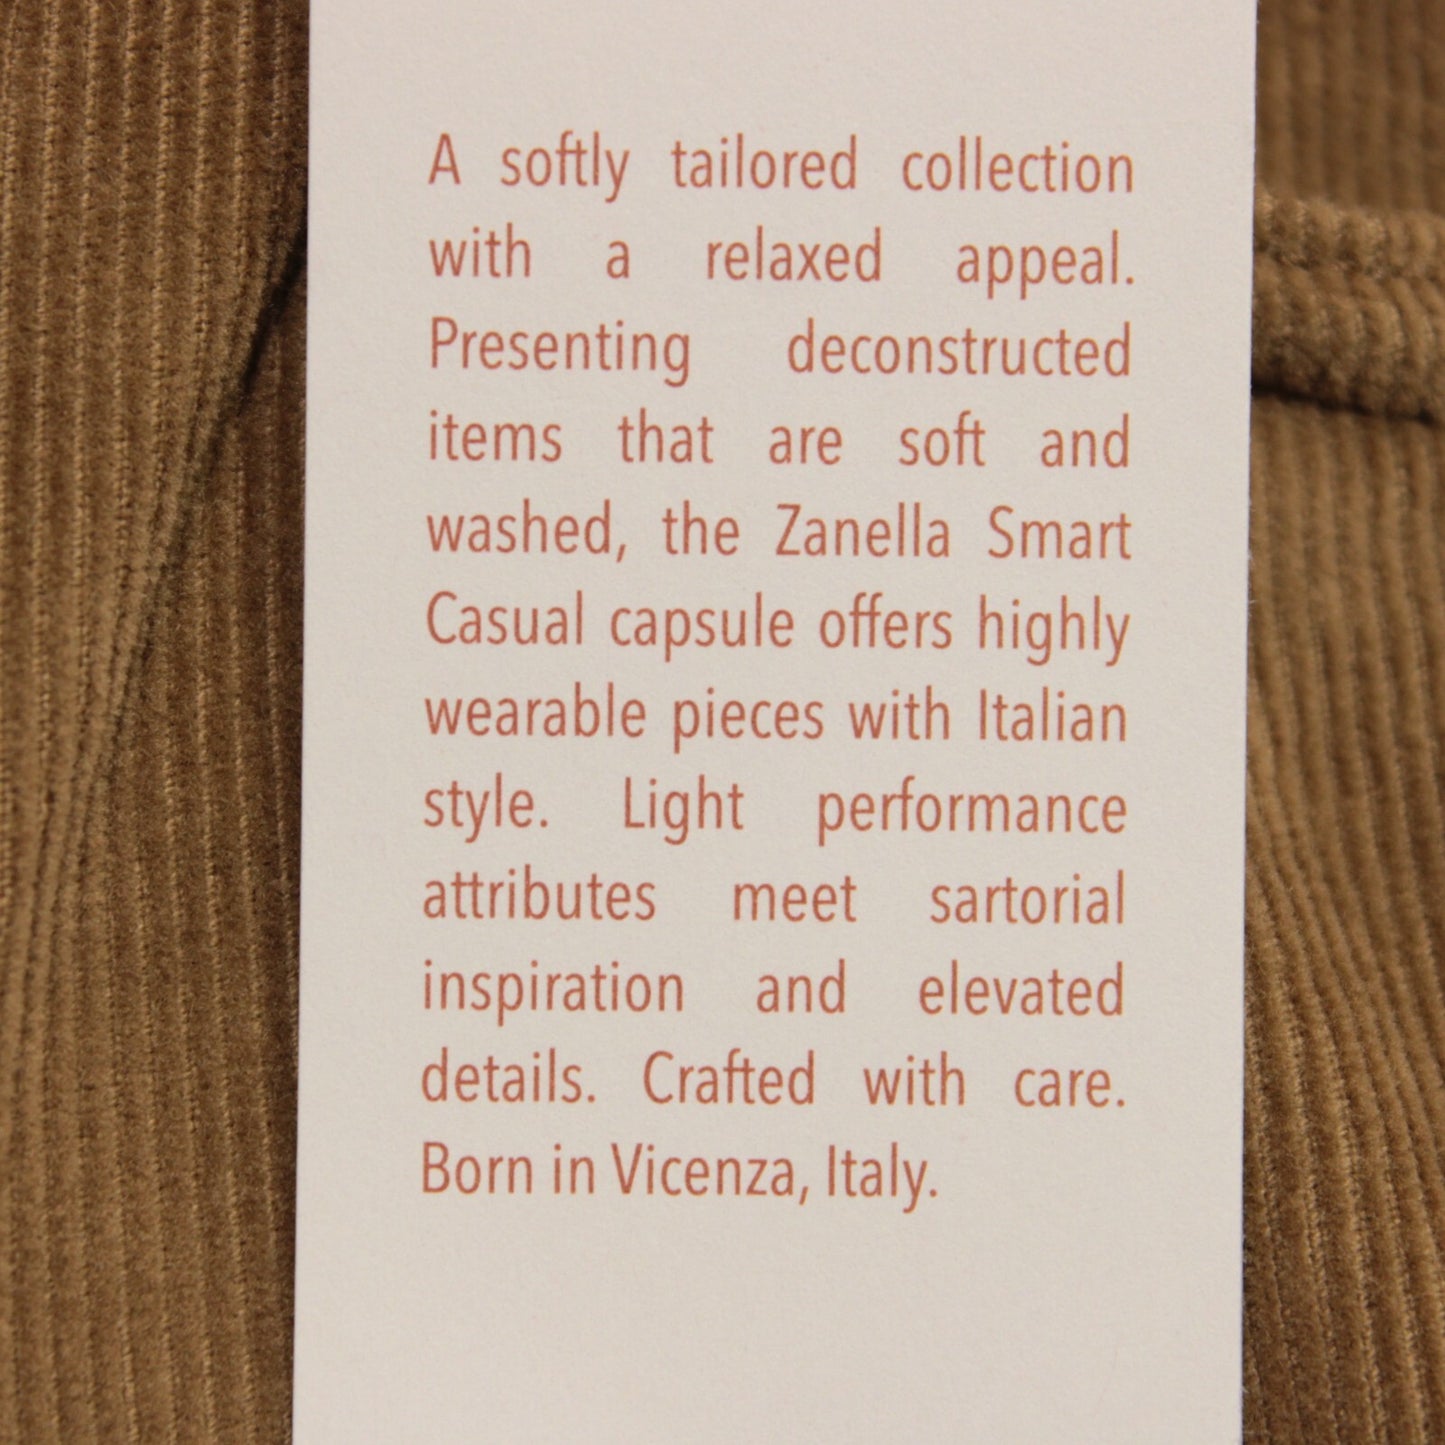 A softly tailored collection
with a relaxed appeal.
Presenting deconstructed
items that are soft and
washed, the Zanella Smart
Casual capsule offers highly
wearable pieces with Italian
style. Light performance
attributes meet sartorial
inspiration and elevated
details. Crafted with care.
Born in Vicenza, Italy.